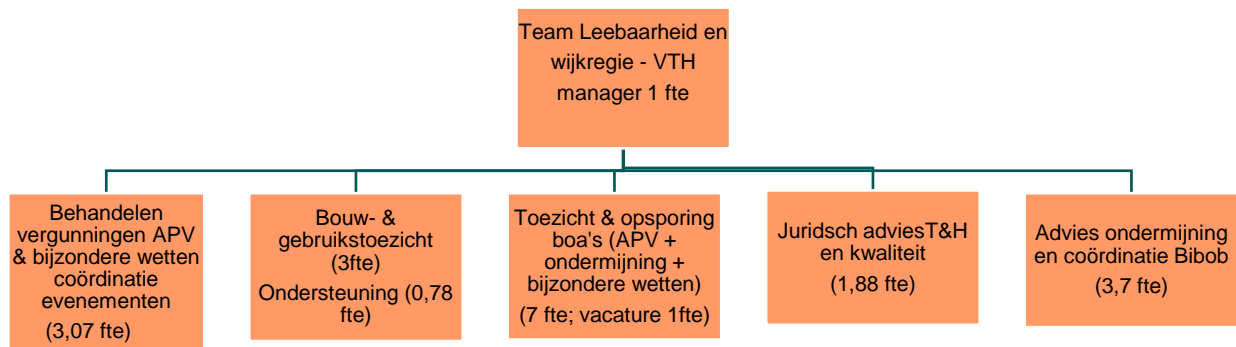 Team Leebaarheid en
wijkregie - VTH
manager 1 fte
Behandelen
vergunningen APV
& bijzondere wetten
coördinatie
evenementen
(3,07 fte)
Bouw- &
gebruikstoezicht
(3fte)
Ondersteuning (0,78
fte)
Toezicht & opsporing
boa's (APV +
ondermijning +
bijzondere wetten)
(7 fte; vacature 1fte)
Juridsch adviesT&H
en kwaliteit
(1,88 fte)
Advies ondermijning
en coördinatie Bibob
(3,7 fte)